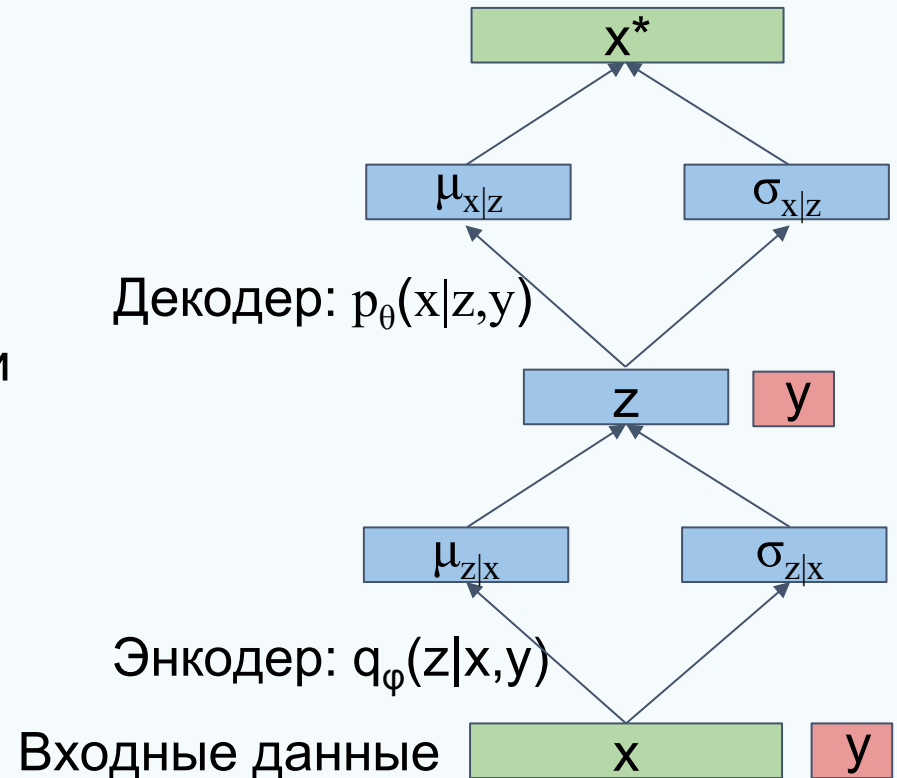 x*
μx|z σx|z
Декодер: pθ(x|z,y)
и
z y
μz|x σz|x
Энкодер: qφ(z|x,y)
Входные данные x y